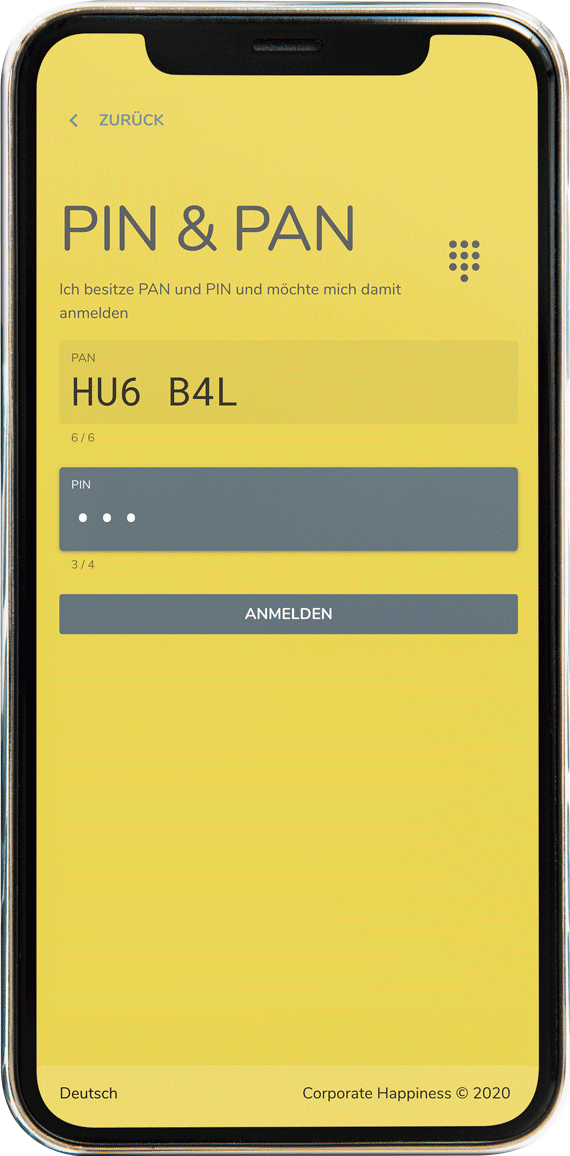 ZURÜCK
PIN & PAN
Ich besitze PAN und PIN und möchte mich damit
anmelden
PAN
HU6 B4L
6 / 6
PIN
•••
3 / 4
ANMELDEN
Deutsch
Corporate Happiness © 2020